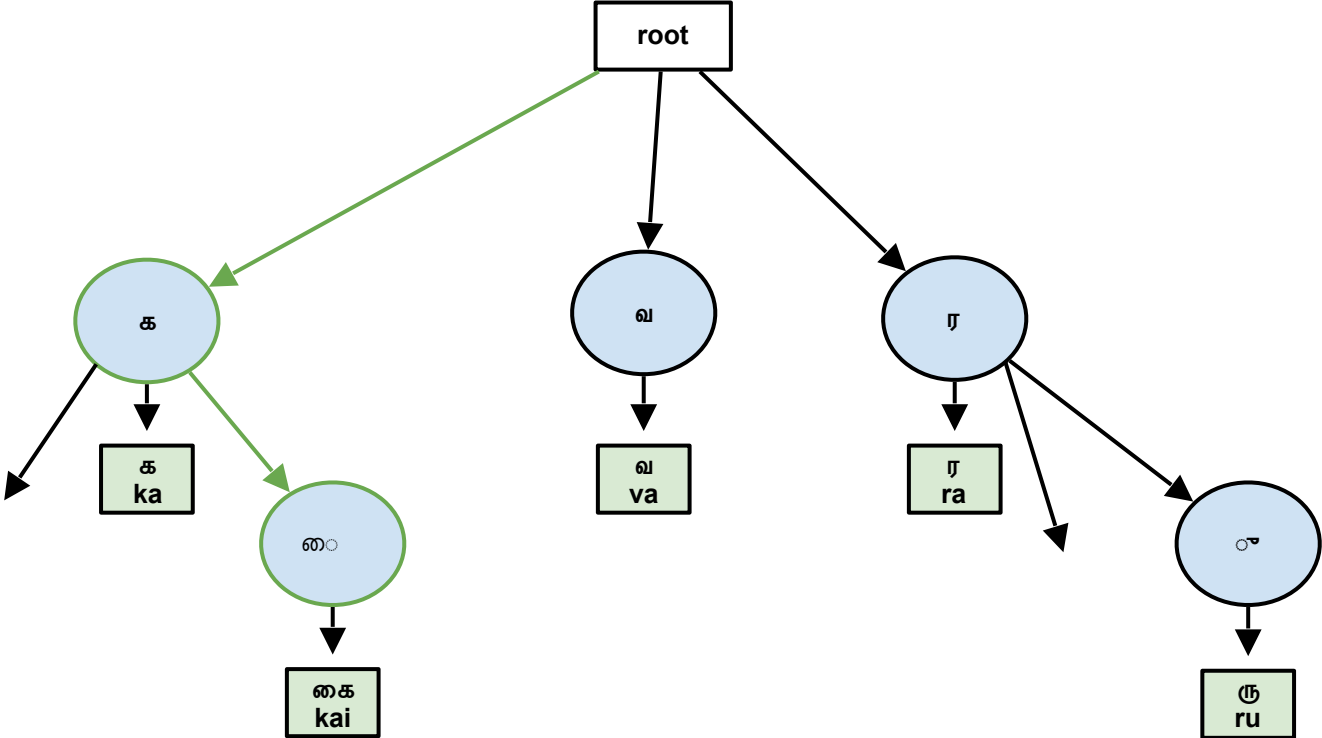 root
க
வ
ர
க
ka
வ
va
ர
ra
ை
ு
கை
kai
ரு
ru